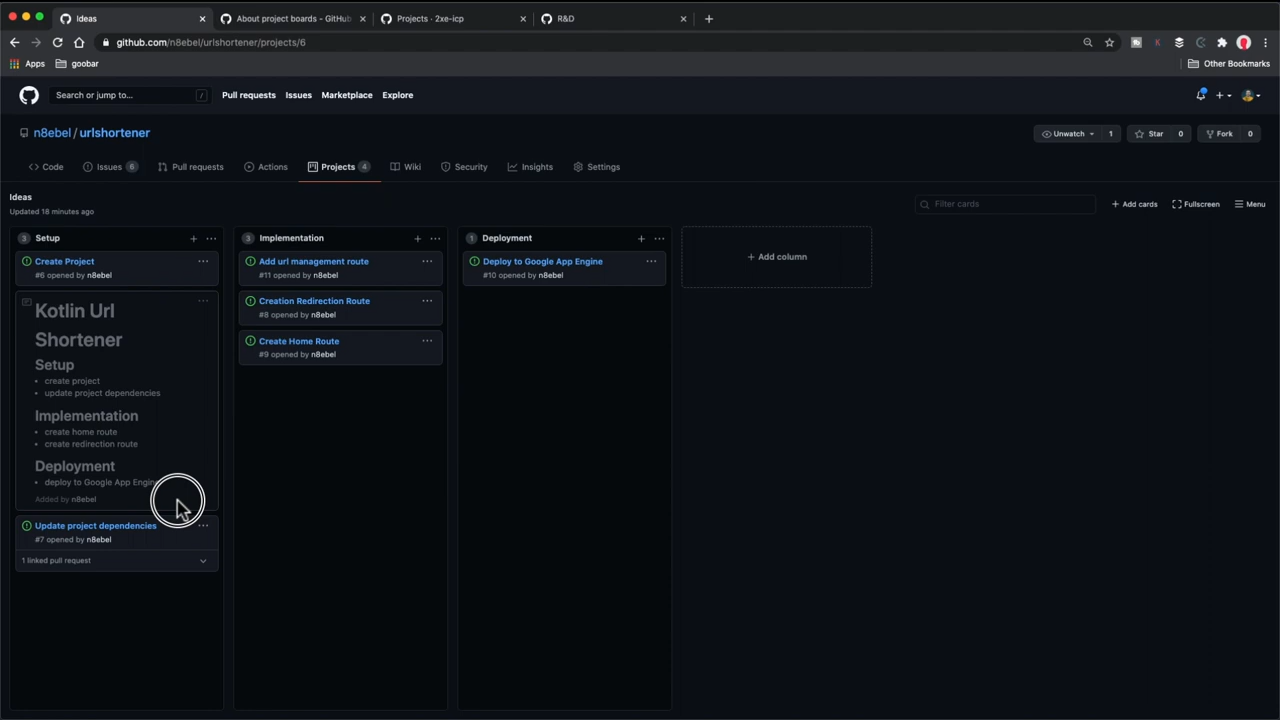 Ideas
About project boards - GitHub
Projects · 2xe-icp
R&D
github.com/n8ebel/urlshortener/projects/6
Apps
goobar
Other Bookmarks
Search or jump to...
/
Pull requests
Issues
Marketplace
Explore
n8ebel / urlshortener
Unwatch
1
Star
0
Fork
0
Code
Issues 6
Pull requests
Actions
Projects 4
Wiki
Security
Insights
Settings
Ideas
Updated 18 minutes ago
Filter cards
+ Add cards
Fullscreen
Menu
3 Setup
Create Project
#6 opened by n8ebel
Kotlin Url
Shortener
Setup
• create project
• update project dependencies
Implementation
• create home route
• create redirection route
Deployment
• deploy to Google App Engine
Added by n8ebel
Update project dependencies
#7 opened by n8ebel
1 linked pull request
3 Implementation
Add url management route
#11 opened by n8ebel
Creation Redirection Route
#8 opened by n8ebel
Create Home Route
#9 opened by n8ebel
1 Deployment
Deploy to Google App Engine
#10 opened by n8ebel
+ Add column